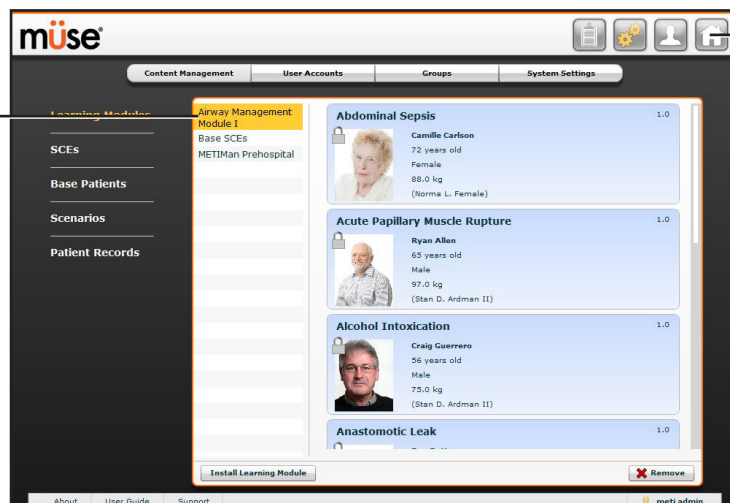 müse
Content Management User Accounts Groups System Settings
Learning Modules
SCEs
Base Patients
Scenarios
Patient Records
Airway Management
Module I
Base SCEs
METIMan Prehospital
Abdominal Sepsis 1.0
Camille Carlson
72 years old
Female
88.0 kg
(Norma L. Female)
Acute Papillary Muscle Rupture 1.0
Ryan Allen
65 years old
Male
97.0 kg
(Stan D. Ardman II)
Alcohol Intoxication 1.0
Craig Guerrero
56 years old
Male
75.0 kg
(Stan D. Ardman II)
Anastomotic Leak 1.0
Install Learning Module Remove
About User Guide Support meti admin